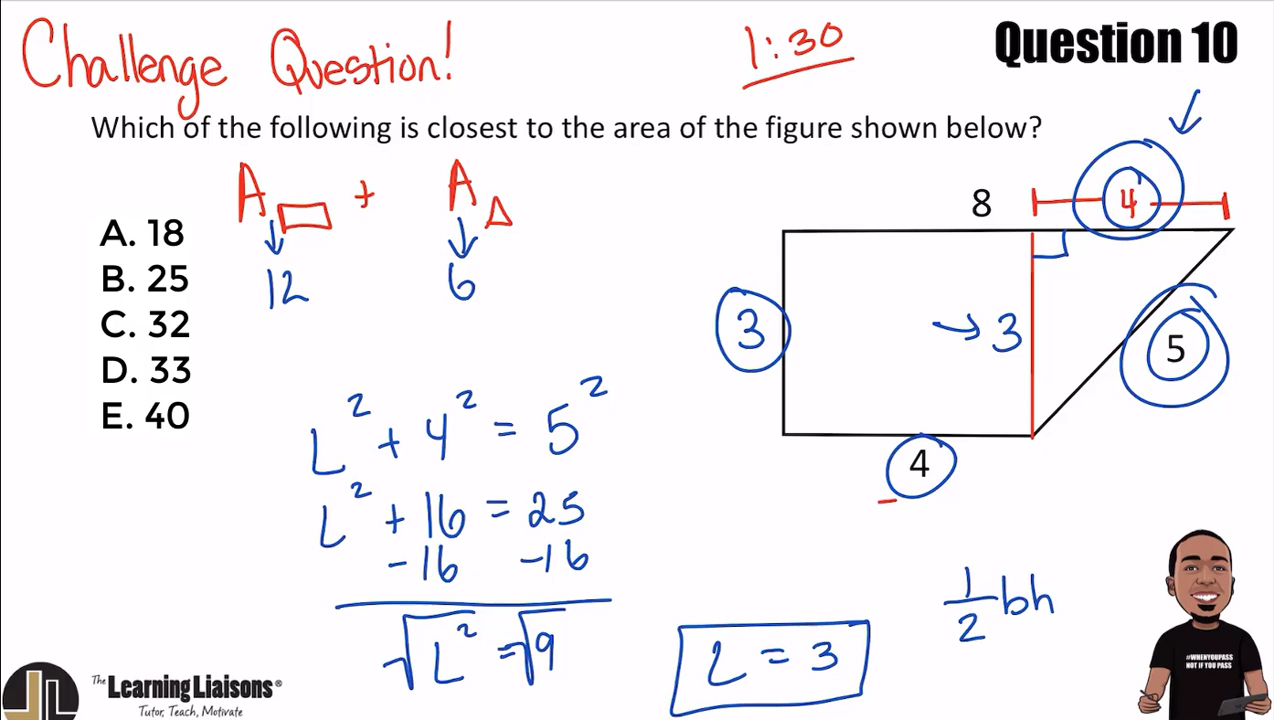 Challenge Question!
1:30
Question 10
Which of the following is closest to the area of the figure shown below?
A + A
12 6
A. 18
B. 25
C. 32
D. 33
E. 40
8 4
3 3 5
4
L² + 4² = 5²
L² + 16 = 25
-16 -16
√L² = √9
L = 3
1/2 bh
The Learning Liaisons®
Tutor, Teach, Motivate
#WHENYOUPASS
NOT IF YOU PASS